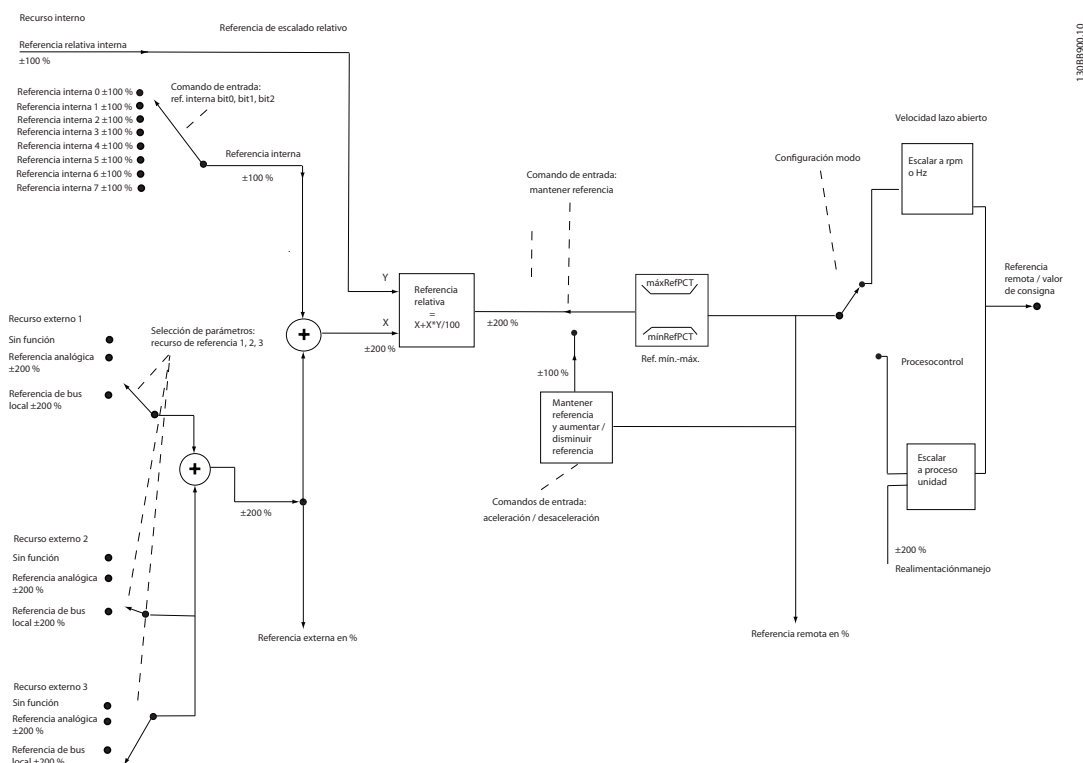 Recurso interno
Referencia de escalado relativo
Referencia relativa interna
±100 %
130BB900.10
Comando de entrada:
ref. interna bit0, bit1, bit2
Referencia interna 0 ±100 %
Referencia interna 1 ±100 %
Referencia interna 2 ±100 %
Referencia interna 3 ±100 %
Referencia interna 4 ±100 %
Referencia interna 5 ±100 %
Referencia interna 6 ±100 %
Referencia interna 7 ±100 %
Referencia interna
±100 %
Comando de entrada:
mantener referencia
Configuración modo
Velocidad lazo abierto
Escalar a rpm
o Hz
Y
X
±200 %
Referencia
relativa
=
X+X*Y/100
±200 %
máxRefPCT
mínRefPCT
Ref. mín.-máx.
Referencia
remota / valor
de consigna
Recurso externo 1
Sin función
Referencia analógica
±200 %
Referencia de bus
local ±200 %
Selección de parámetros:
recurso de referencia 1, 2, 3
+
+
±200 %
±100 %
Mantener
referencia
y aumentar /
disminuir
referencia
Comandos de entrada:
aceleración / desaceleración
Procesocontrol
Escalar
a proceso
unidad
±200 %
Realimentaciónmanejo
Recurso externo 2
Sin función
Referencia analógica
±200 %
Referencia de bus
local ±200 %
Referencia externa en %
Referencia remota en %
Recurso externo 3
Sin función
Referencia analógica
±200 %
Referencia de bus
local ±200 %